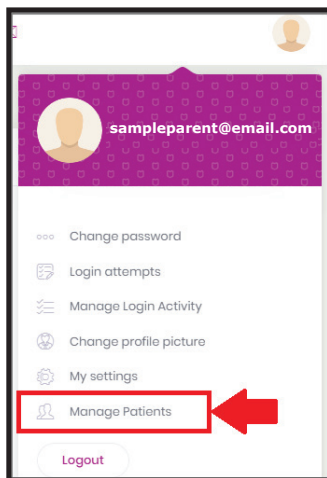 sampleparent@email.com
Change password
Login attempts
Manage Login Activity
Change profile picture
My settings
Manage Patients
Logout